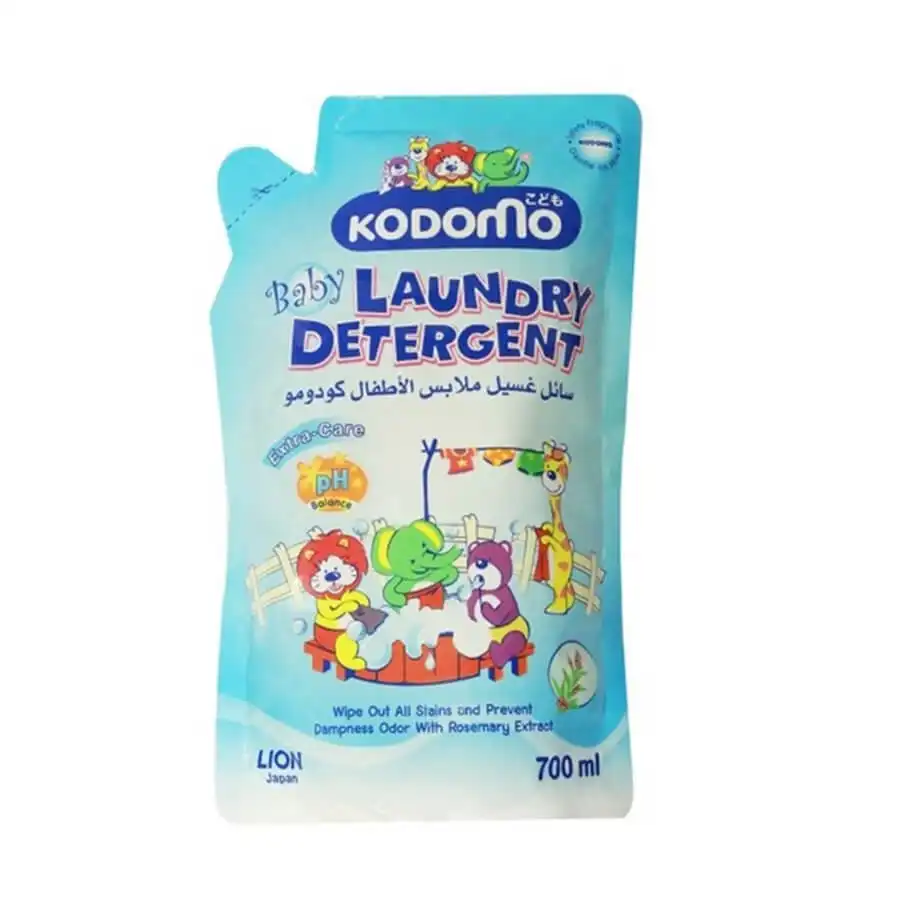 こども
KODOMO
Baby LAUNDRY
DETERGENT
سائل غسيل ملابس الأطفال كودومو
Extra-Care
pH
Balance
Wipe Out All Stains and Prevent
Dampness Odor With Rosemary Extract
LION
Japan
700 ml